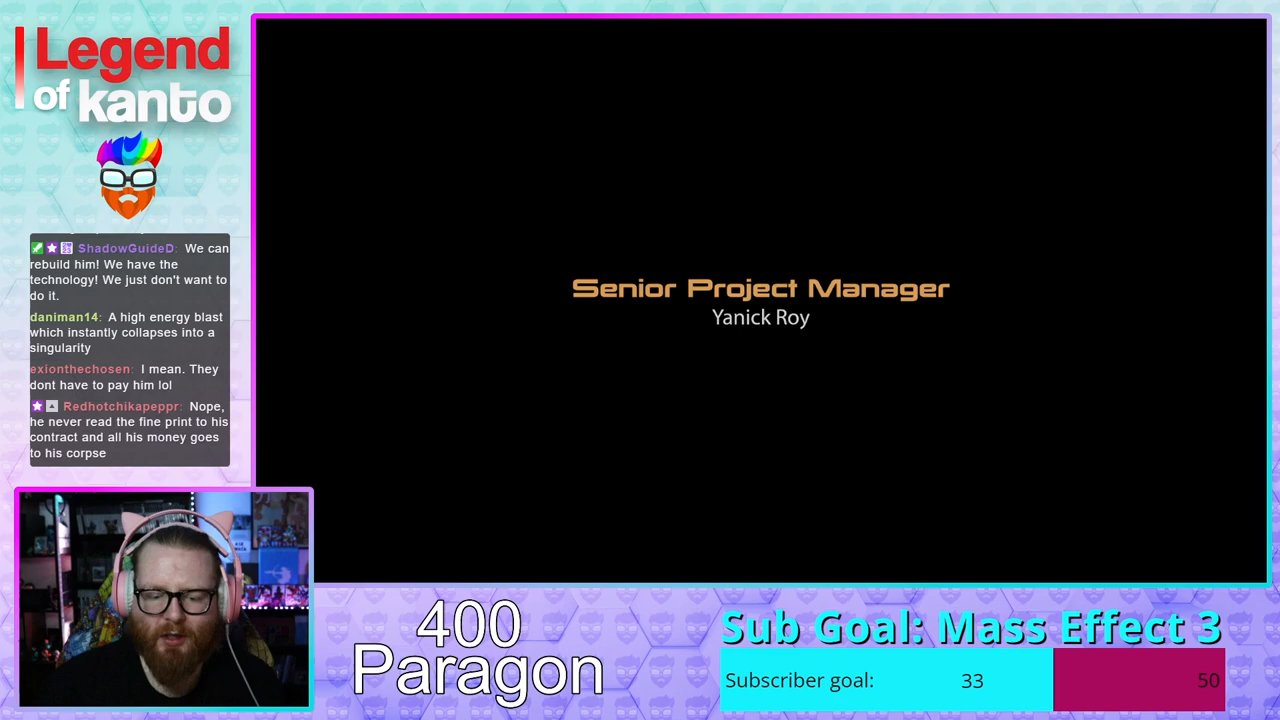 Legend
of kanto
ShadowGuideD: We can
rebuild him! We have the
technology! We just don't want to
do it.
daniman14: A high energy blast
which instantly collapses into a
singularity
exionthechosen: I mean. They
dont have to pay him lol
Redhotchikapeppr: Nope,
he never read the fine print to his
contract and all his money goes
to his corpse
Senior Project Manager
Yanick Roy
400
Paragon
Sub Goal: Mass Effect 3
Subscriber goal: 33 50